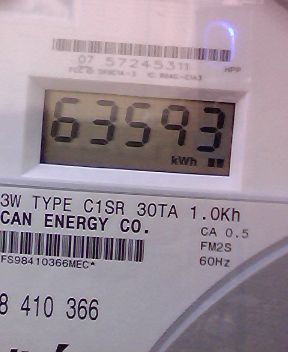 07 57245311 HPP
63593
kWh
3W TYPE C1SR 30TA 1.0Kh
CAN ENERGY CO.
CA 0.5
FM2S
60Hz
FS98410366MEC*
8 410 366